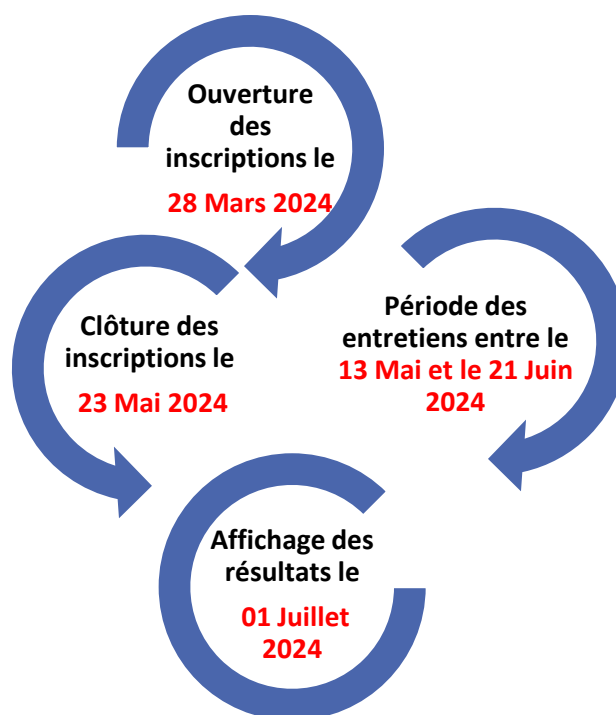 Ouverture
des
inscriptions le
28 Mars 2024
Clôture des
inscriptions le
23 Mai 2024
Période des
entretiens entre le
13 Mai et le 21 Juin
2024
Affichage des
résultats le
01 Juillet
2024